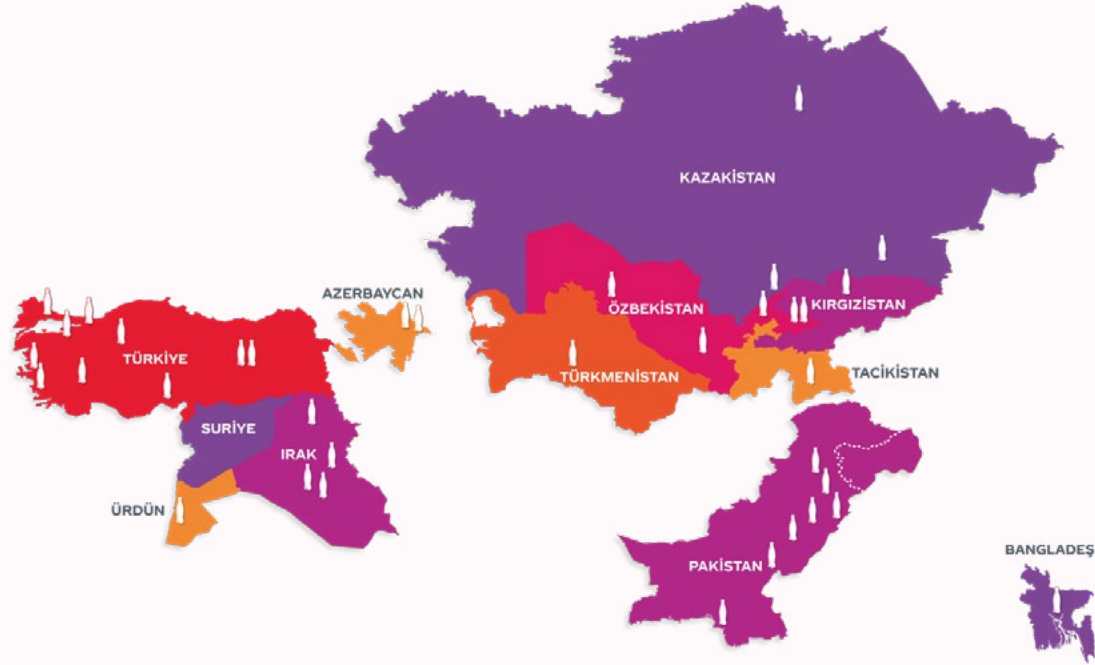 KAZAKİSTAN
AZERBAYCAN
ÖZBEKİSTAN
KIRGIZİSTAN
TÜRKİYE
TÜRKMENİSTAN
TACİKİSTAN
SURİYE
IRAK
ÜRDÜN
BANGLADEŞ
PAKİSTAN